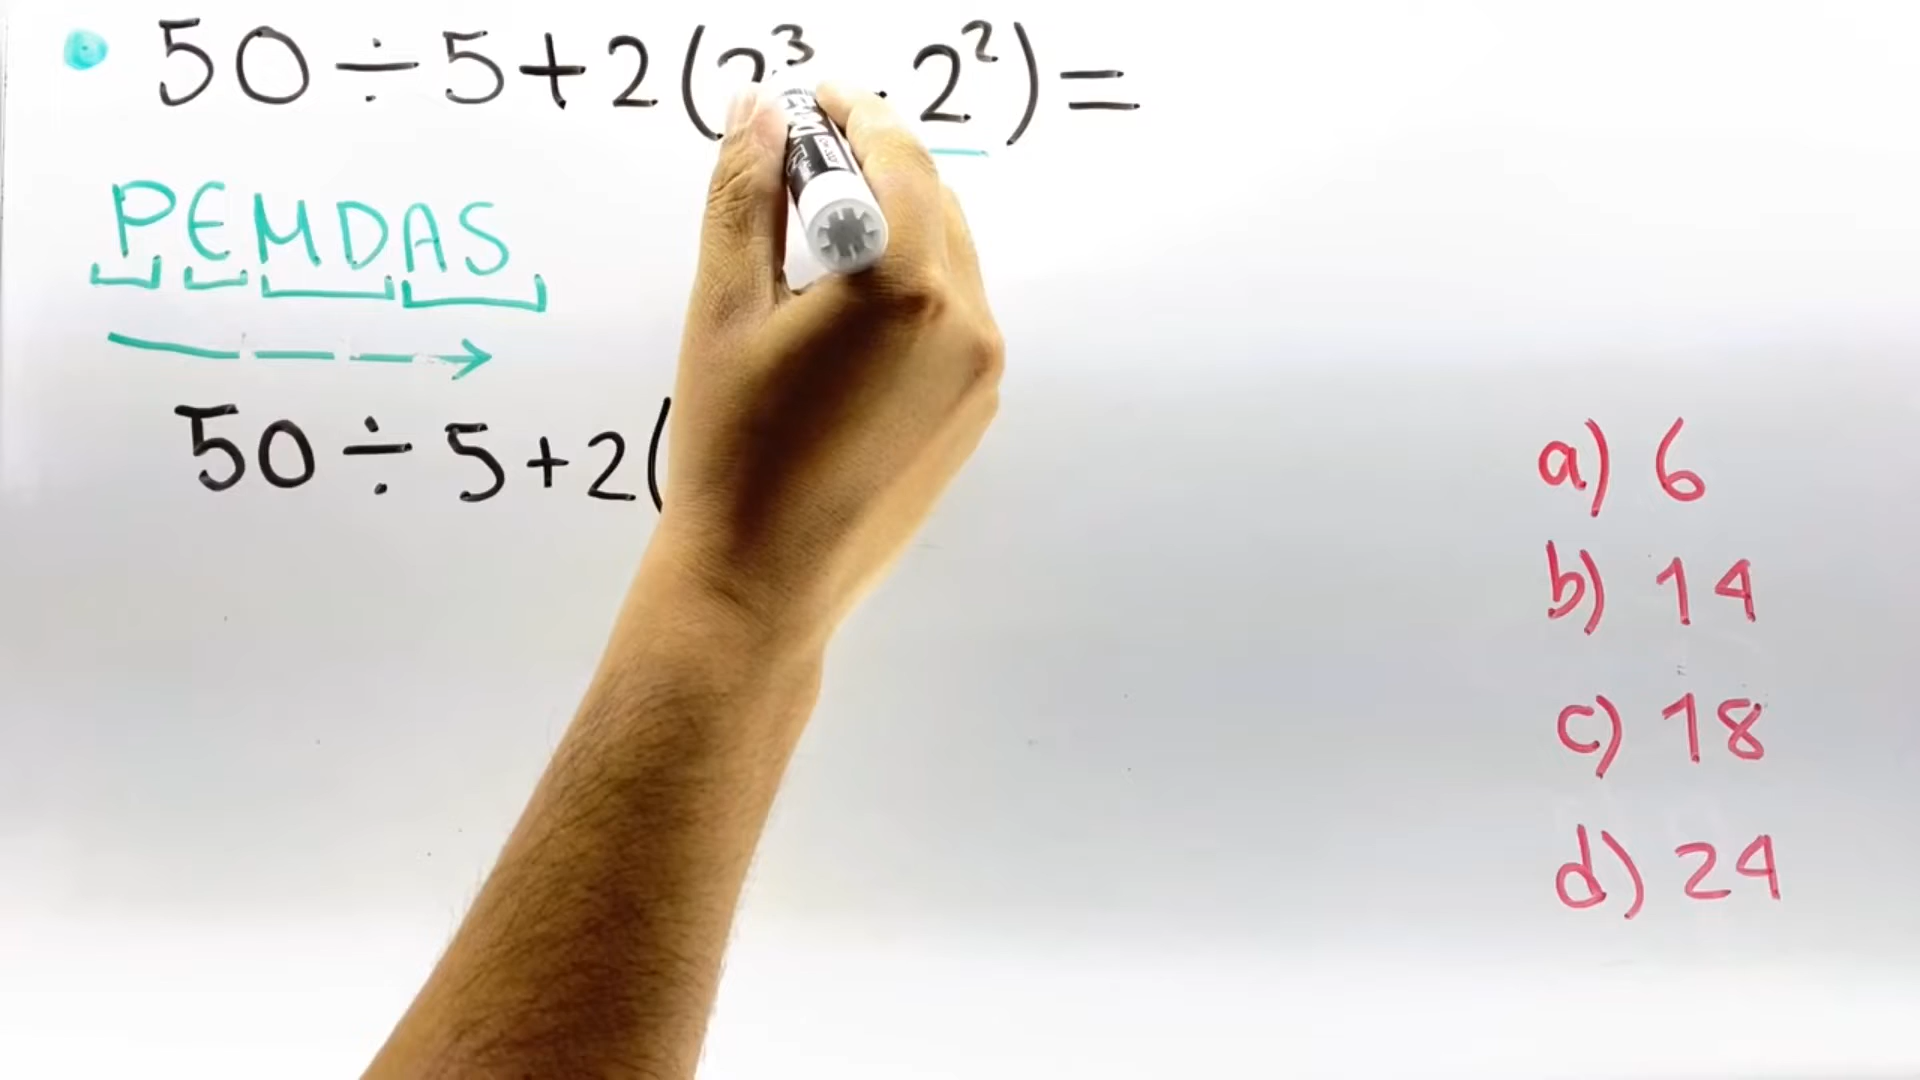 50 ÷ 5 + 2 (2³ - 2²) =
PEMDAS
50 ÷ 5 + 2 (
a) 6
b) 14
c) 18
d) 24